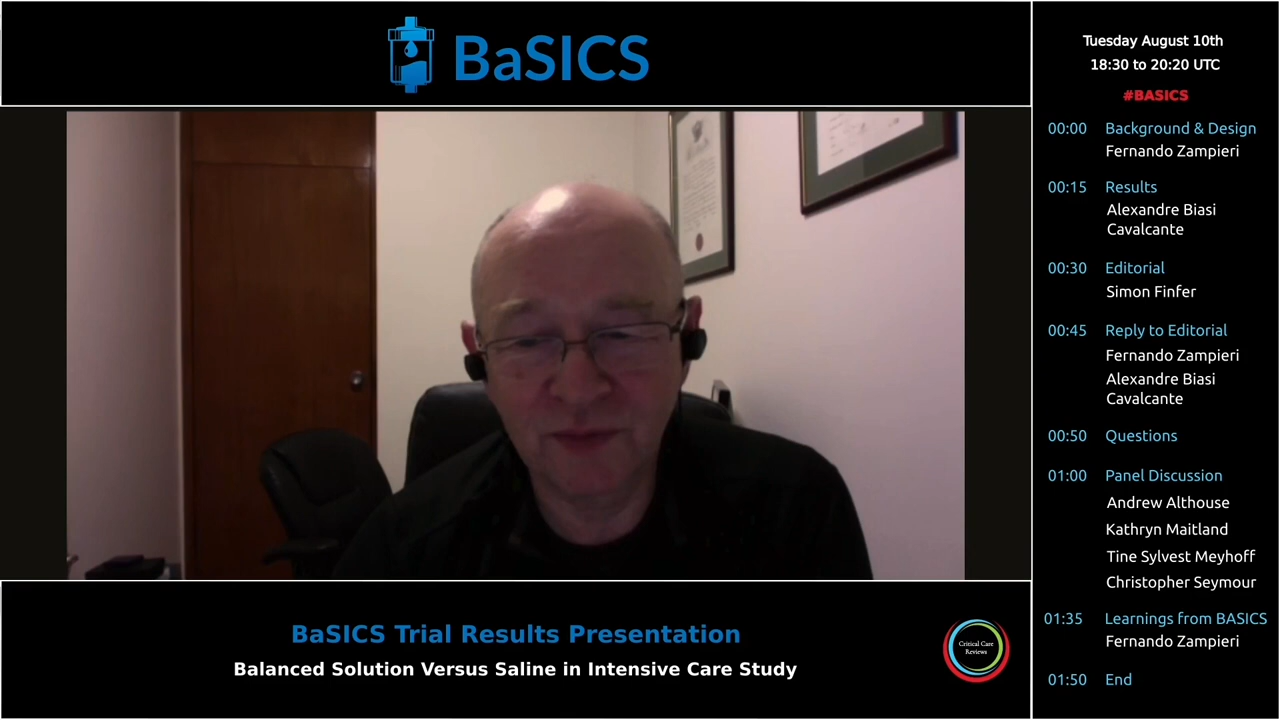 BaSICS
BaSICS Trial Results Presentation
Balanced Solution Versus Saline in Intensive Care Study
Critical Care
Reviews
Tuesday August 10th
18:30 to 20:20 UTC
#BASICS
00:00 Background & Design
Fernando Zampieri
00:15 Results
Alexandre Biasi
Cavalcante
00:30 Editorial
Simon Finfer
00:45 Reply to Editorial
Fernando Zampieri
Alexandre Biasi
Cavalcante
00:50 Questions
01:00 Panel Discussion
Andrew Althouse
Kathryn Maitland
Tine Sylvest Meyhoff
Christopher Seymour
01:35 Learnings from BASICS
Fernando Zampieri
01:50 End